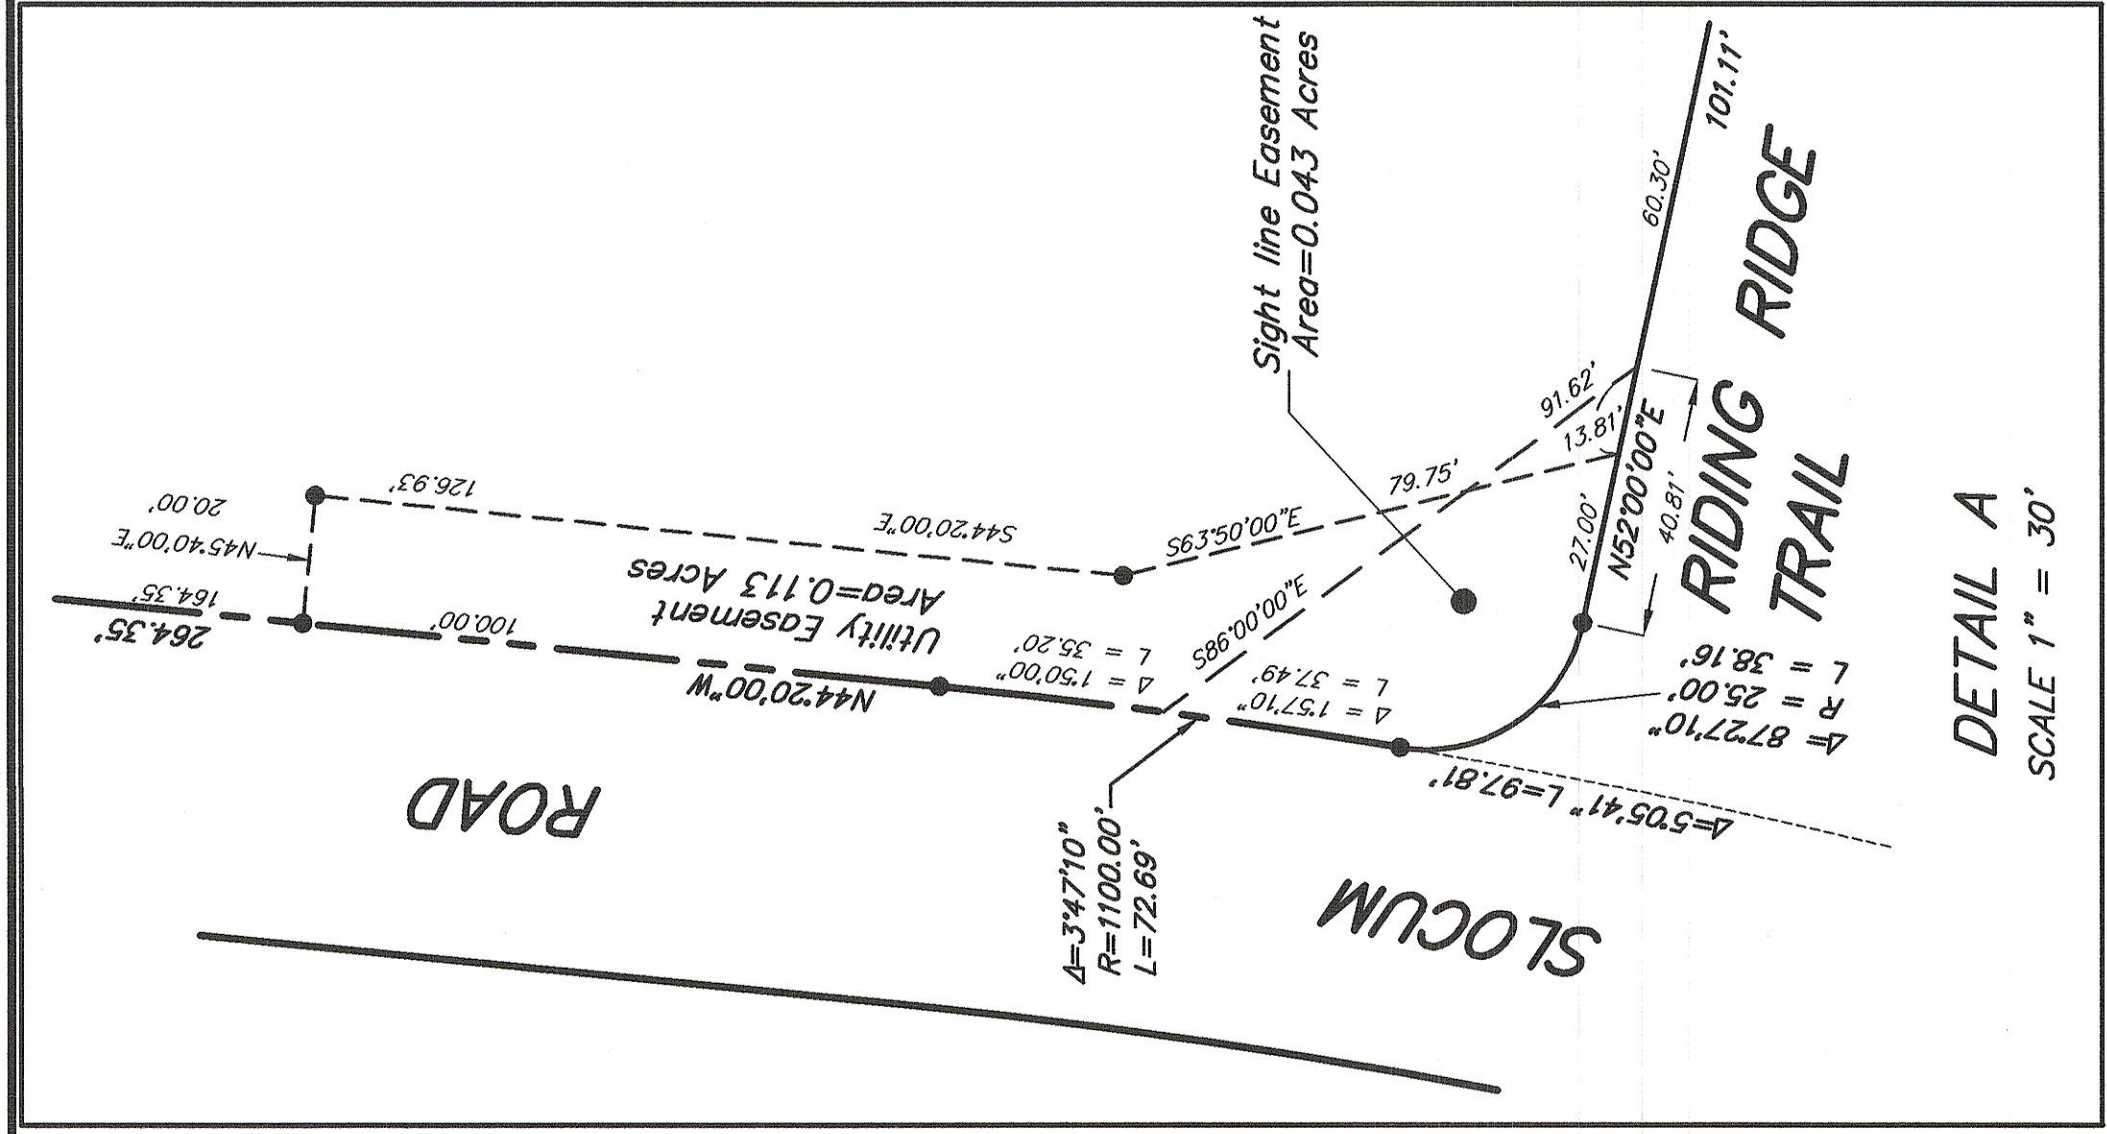 Sight line Easement
Area=0.043 Acres
101.11'
60.30'
RIDING RIDGE
TRAIL
91.62'
13.81'
79.75'
27.00'
N52°00'00"E
40.81'
S63°50'00"E
S86°00'00"E
126.93'
S44°20'00"E
20.00'
N45°40'00"E
164.35'
264.35'
100.00'
Utility Easement
Area=0.113 Acres
N44°20'00"W
Δ = 1°50'00"
L = 35.20'
Δ = 1°57'10"
L = 37.49'
Δ= 87°27'10"
R = 25.00'
L = 38.16'
Δ=5°05'41" L=97.81'
Δ=3°47'10"
R=1100.00'
L=72.69'
SLOCUM ROAD
DETAIL A
SCALE 1" = 30'